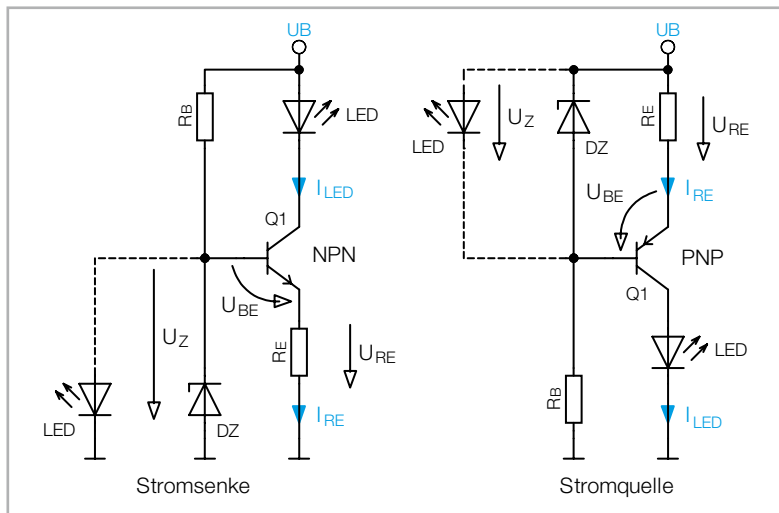 UB
RB
LED
ILED
Q1
NPN
UBE
UZ
RE
URE
LED
DZ
IRE
Stromsenke
UB
LED
UZ
DZ
RE
URE
UBE
IRE
PNP
Q1
RB
LED
ILED
Stromquelle